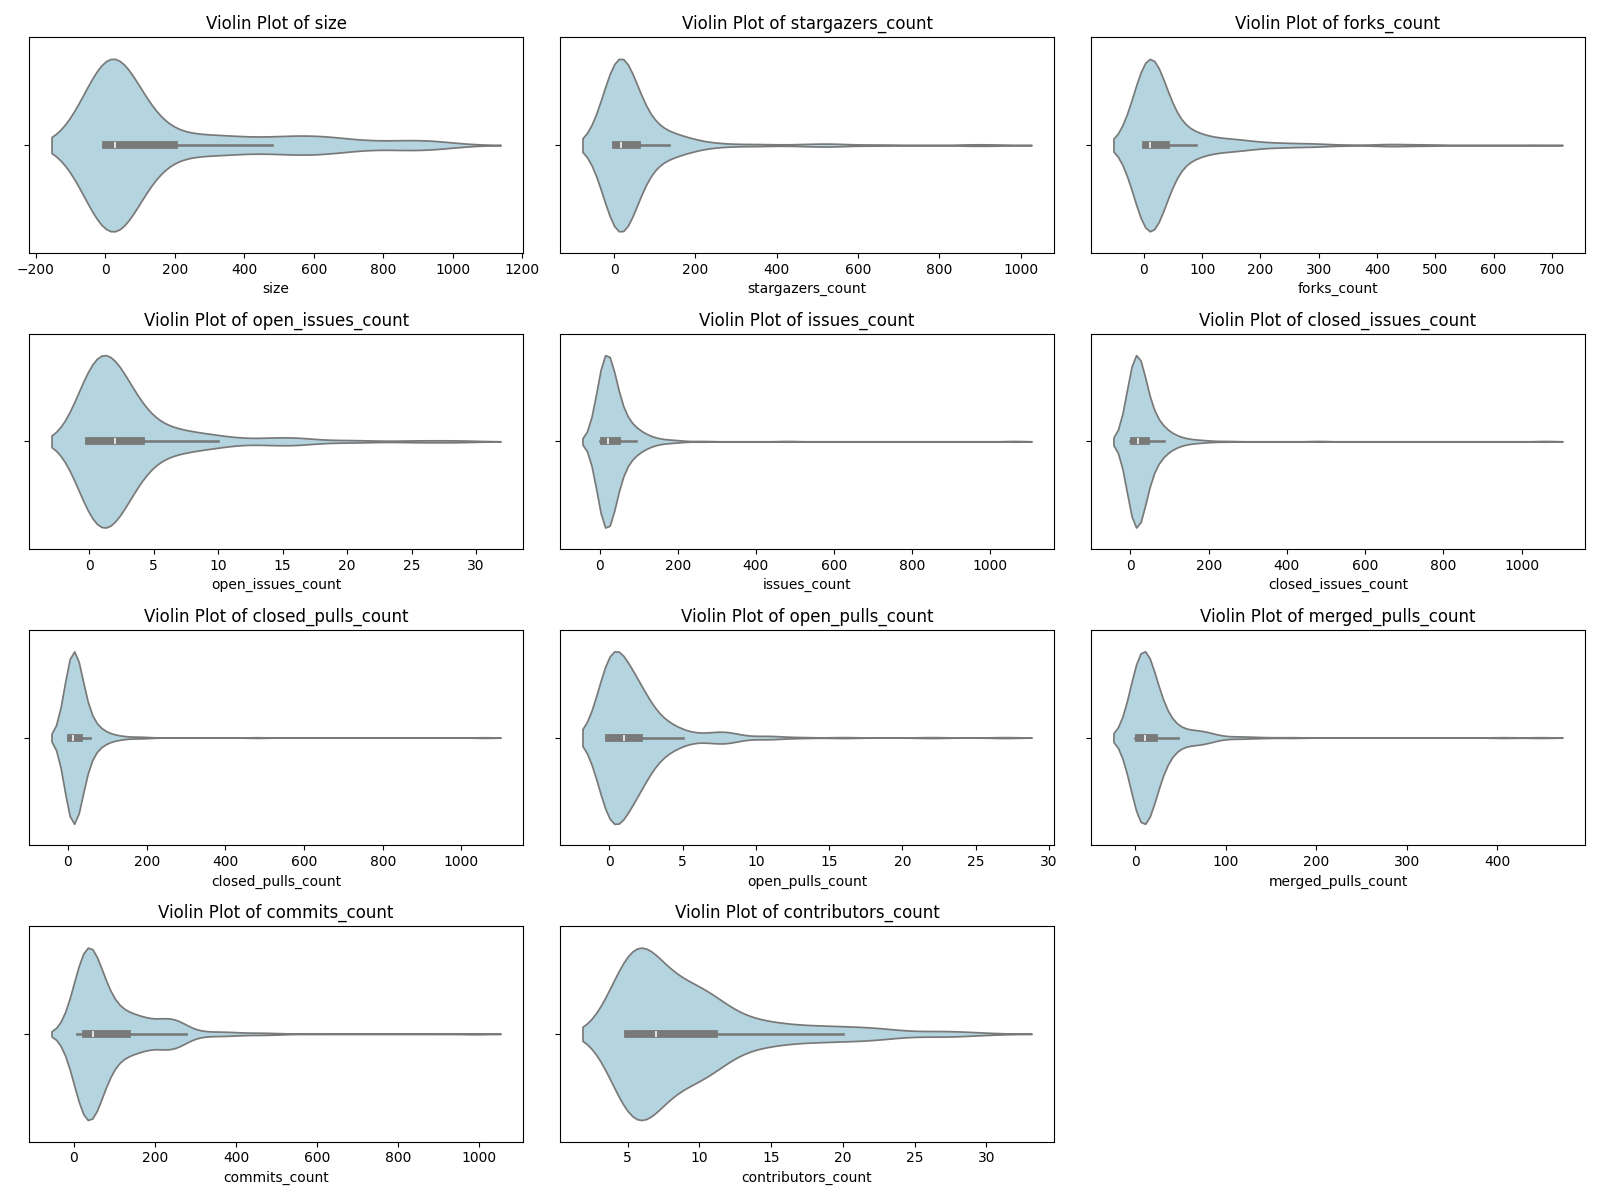 Violin Plot of size
Violin Plot of stargazers_count
Violin Plot of forks_count
−200 0 200 400 600 800 1000 1200
0 200 400 600 800 1000
0 100 200 300 400 500 600 700
size
stargazers_count
forks_count
Violin Plot of open_issues_count
Violin Plot of issues_count
Violin Plot of closed_issues_count
0 5 10 15 20 25 30
0 200 400 600 800 1000
0 200 400 600 800 1000
open_issues_count
issues_count
closed_issues_count
Violin Plot of closed_pulls_count
Violin Plot of open_pulls_count
Violin Plot of merged_pulls_count
0 200 400 600 800 1000
0 5 10 15 20 25 30
0 100 200 300 400
closed_pulls_count
open_pulls_count
merged_pulls_count
Violin Plot of commits_count
Violin Plot of contributors_count
0 200 400 600 800 1000
5 10 15 20 25 30
commits_count
contributors_count